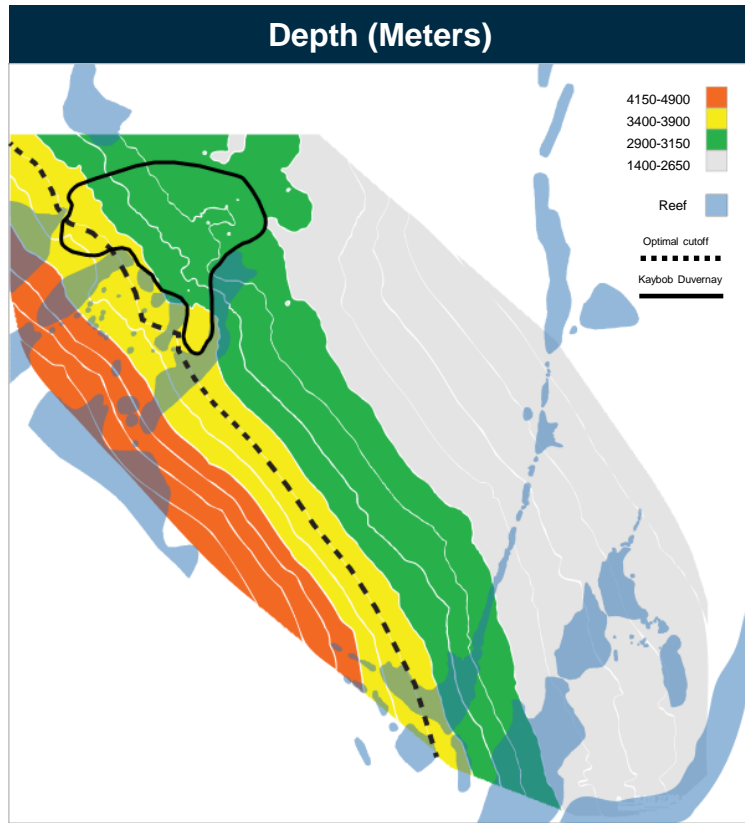 Depth (Meters)
4150-4900
3400-3900
2900-3150
1400-2650
Reef
Optimal cutoff
Kaybob Duvernay